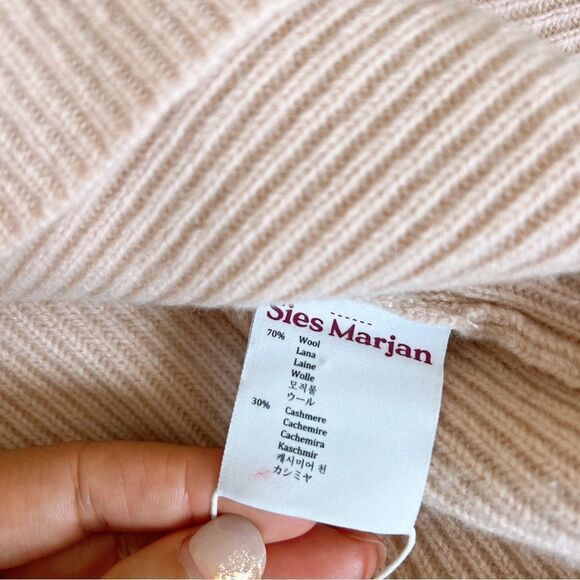 Sies Marjan
70% Wool
Lana
Laine
Wolle
모직물
ウール
30% Cashmere
Cachemire
Cachemira
Kaschmir
캐시미어 천
カシミヤ